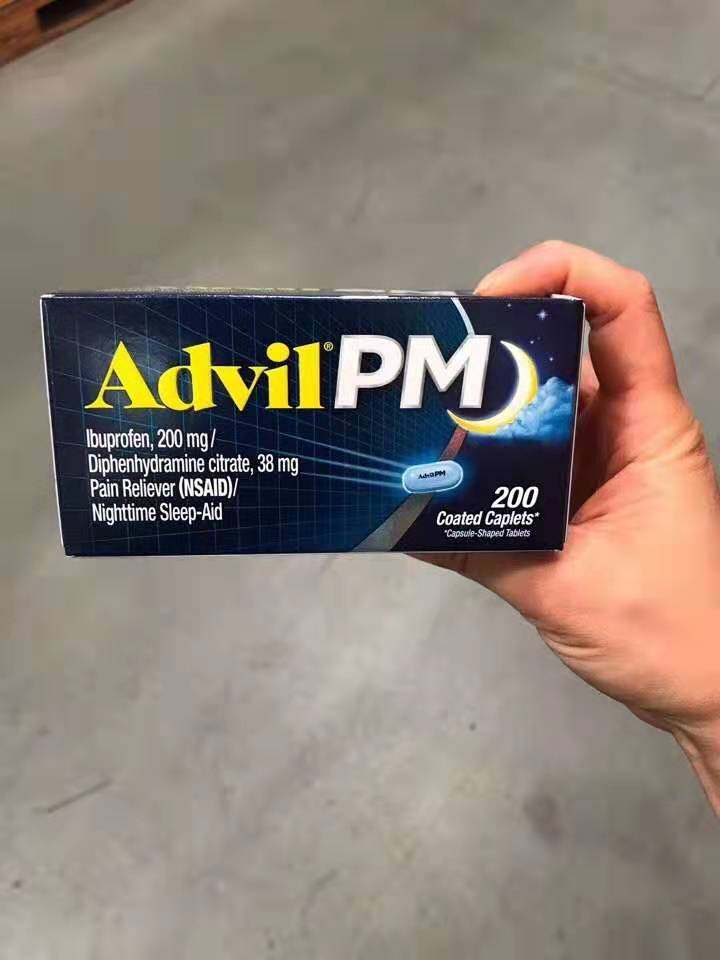 Advil® PM
Ibuprofen, 200 mg /
Diphenhydramine citrate, 38 mg
Pain Reliever (NSAID)/
Nighttime Sleep-Aid
Advil PM
200
Coated Caplets*
*Capsule-Shaped Tablets